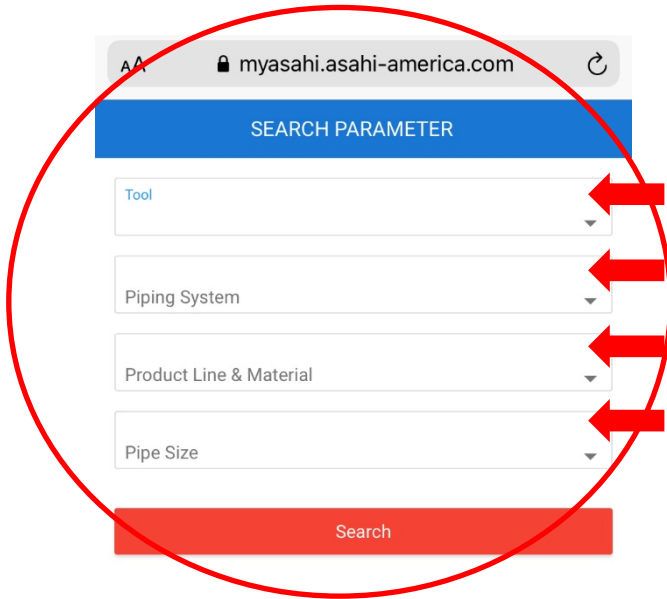 AA myasahi.asahi-america.com
SEARCH PARAMETER
Tool
Piping System
Product Line & Material
Pipe Size
Search